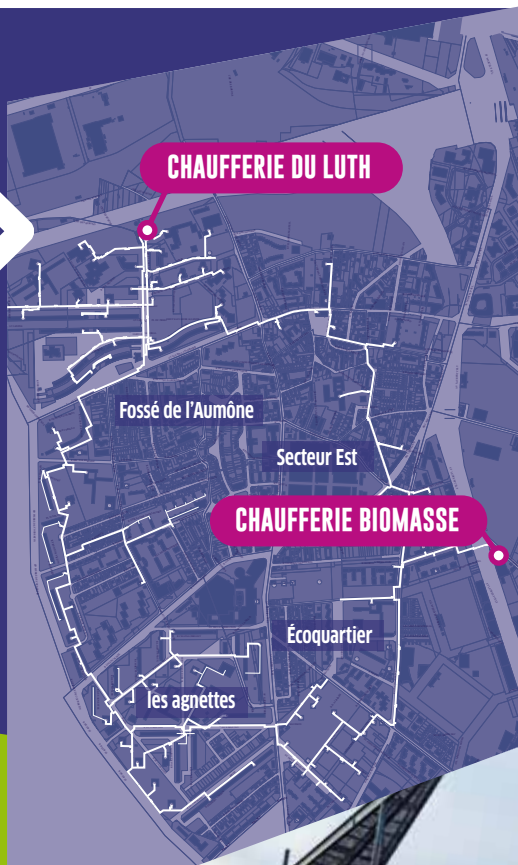 CHAUFFERIE DU LUTH
Fossé de l'Aumône
Secteur Est
CHAUFFERIE BIOMASSE
Écoquartier
les agnettes